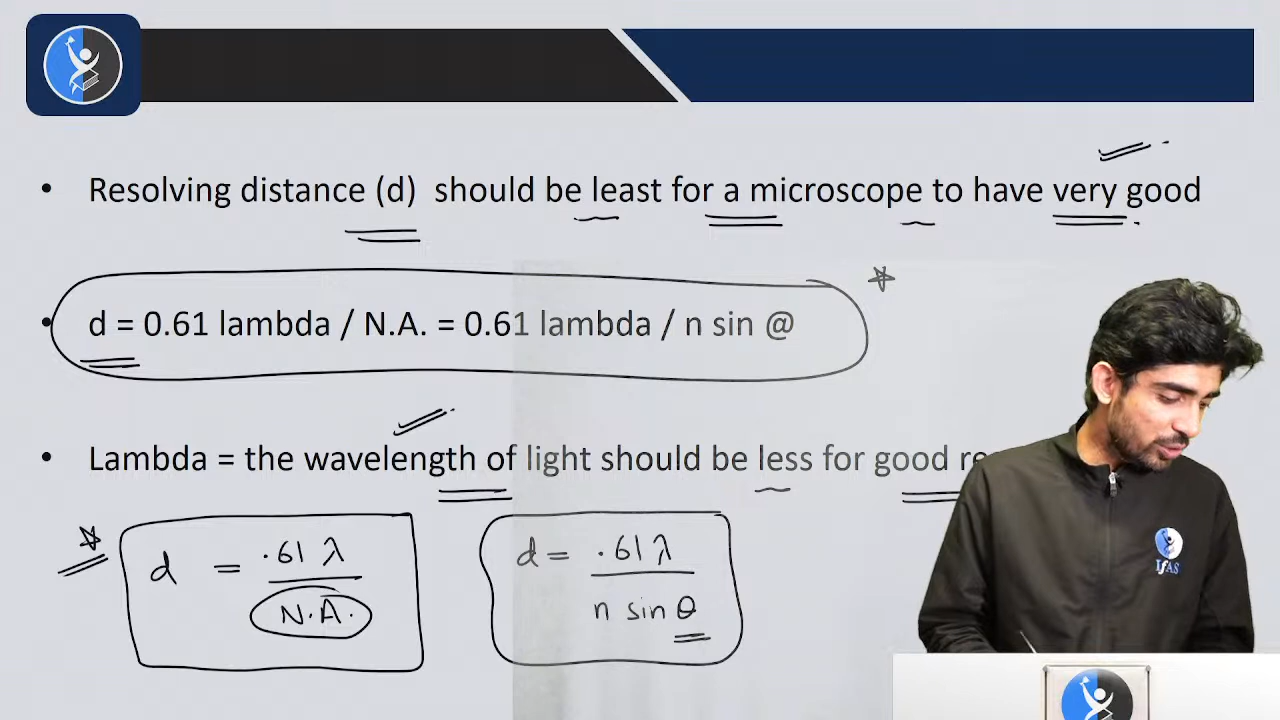 • Resolving distance (d) should be least for a microscope to have very good
• d = 0.61 lambda / N.A. = 0.61 lambda / n sin @
• Lambda = the wavelength of light should be less for good
d = .61 λ / N.A.
d = .61 λ / n sin θ
IFAS